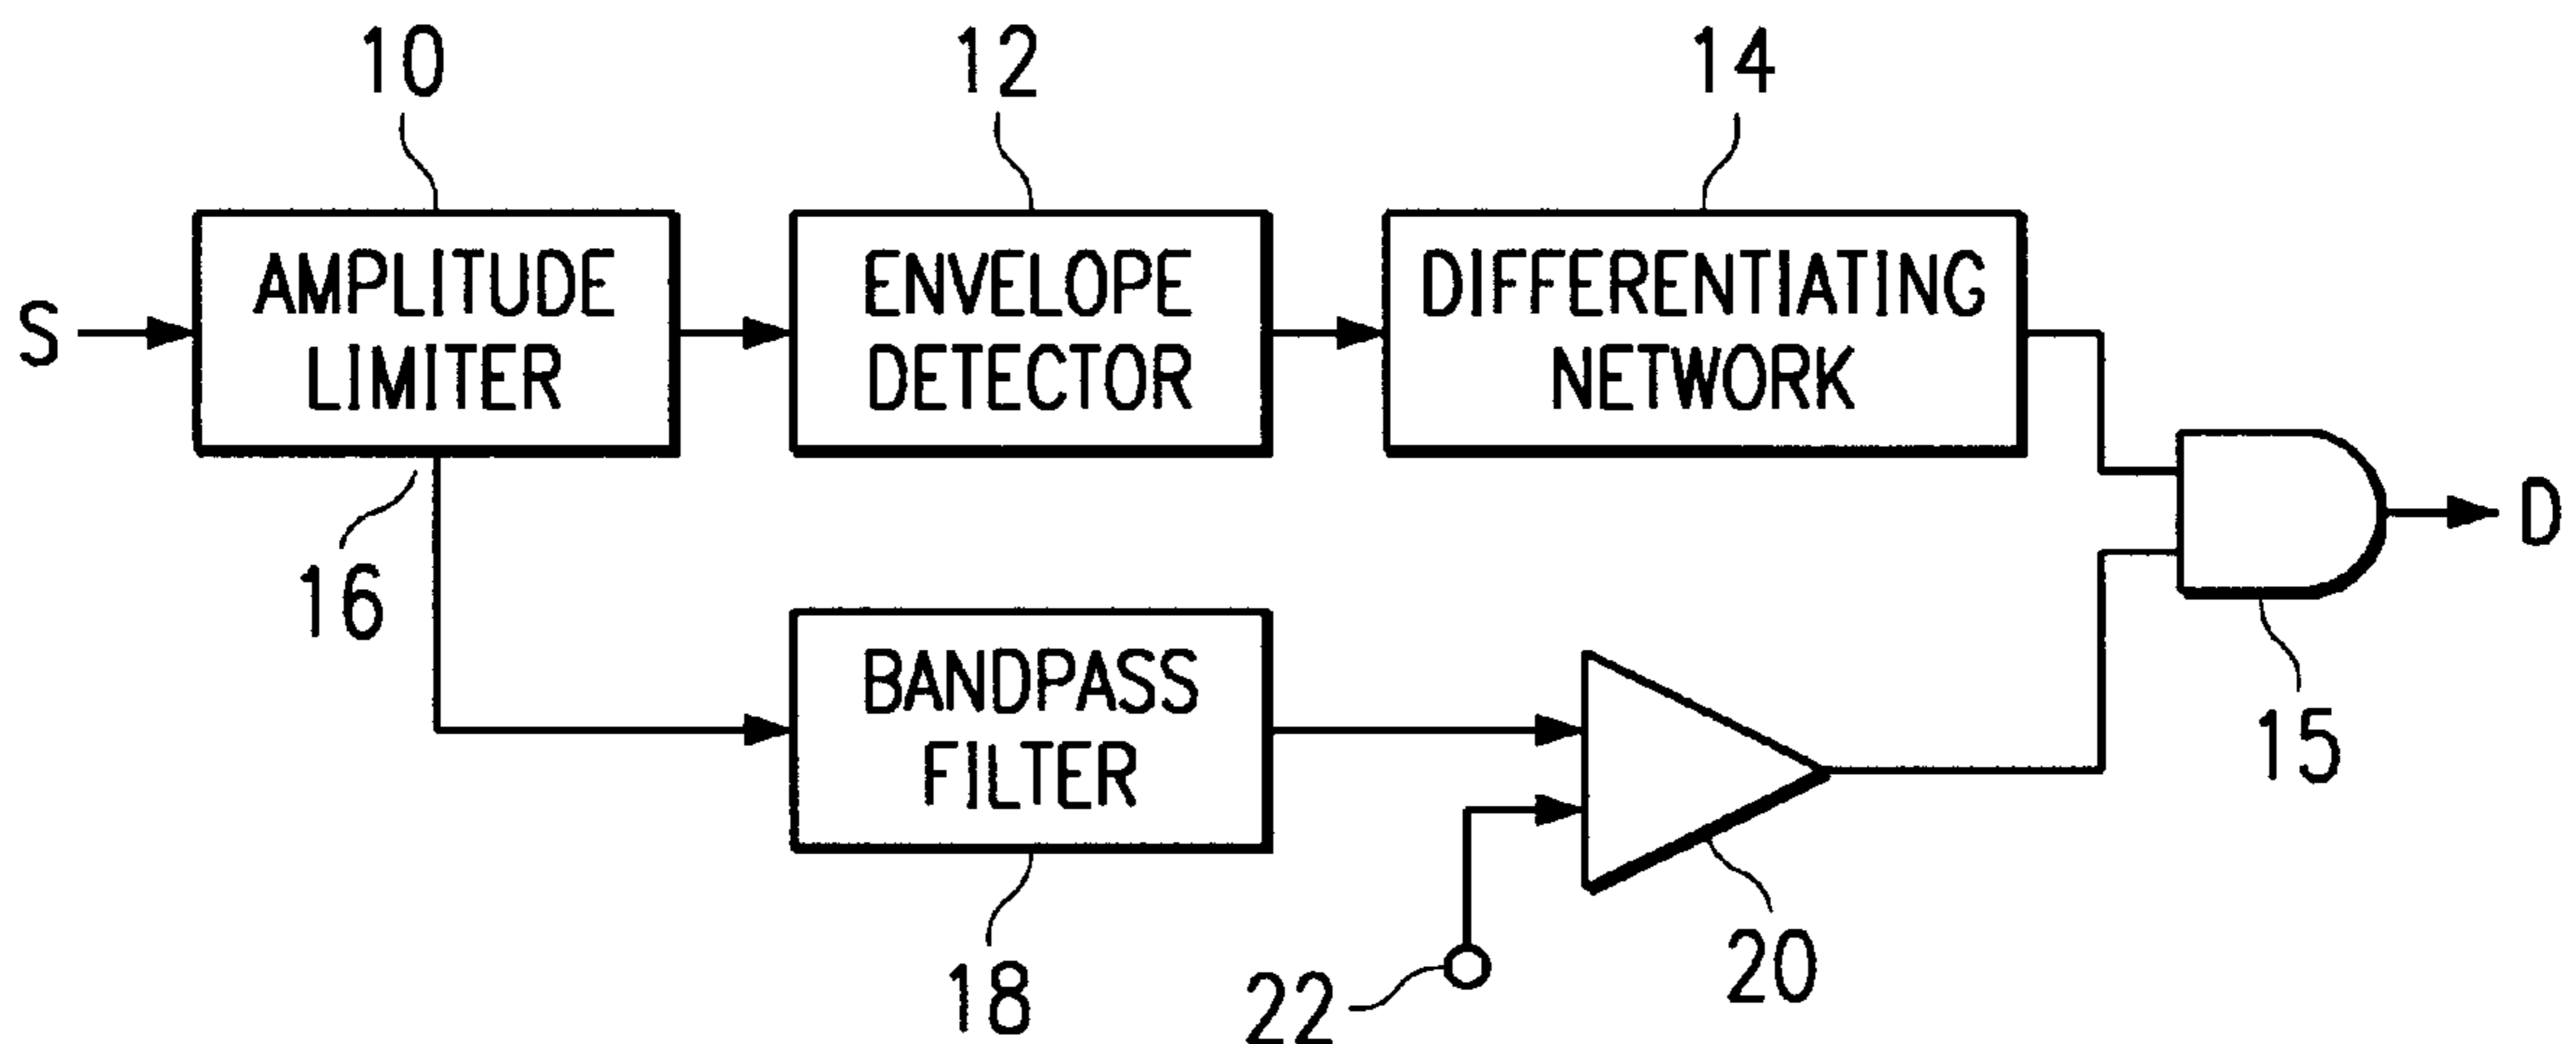 10
12
14
S
AMPLITUDE
LIMITER
ENVELOPE
DETECTOR
DIFFERENTIATING
NETWORK
D
16
15
BANDPASS
FILTER
18
22
20